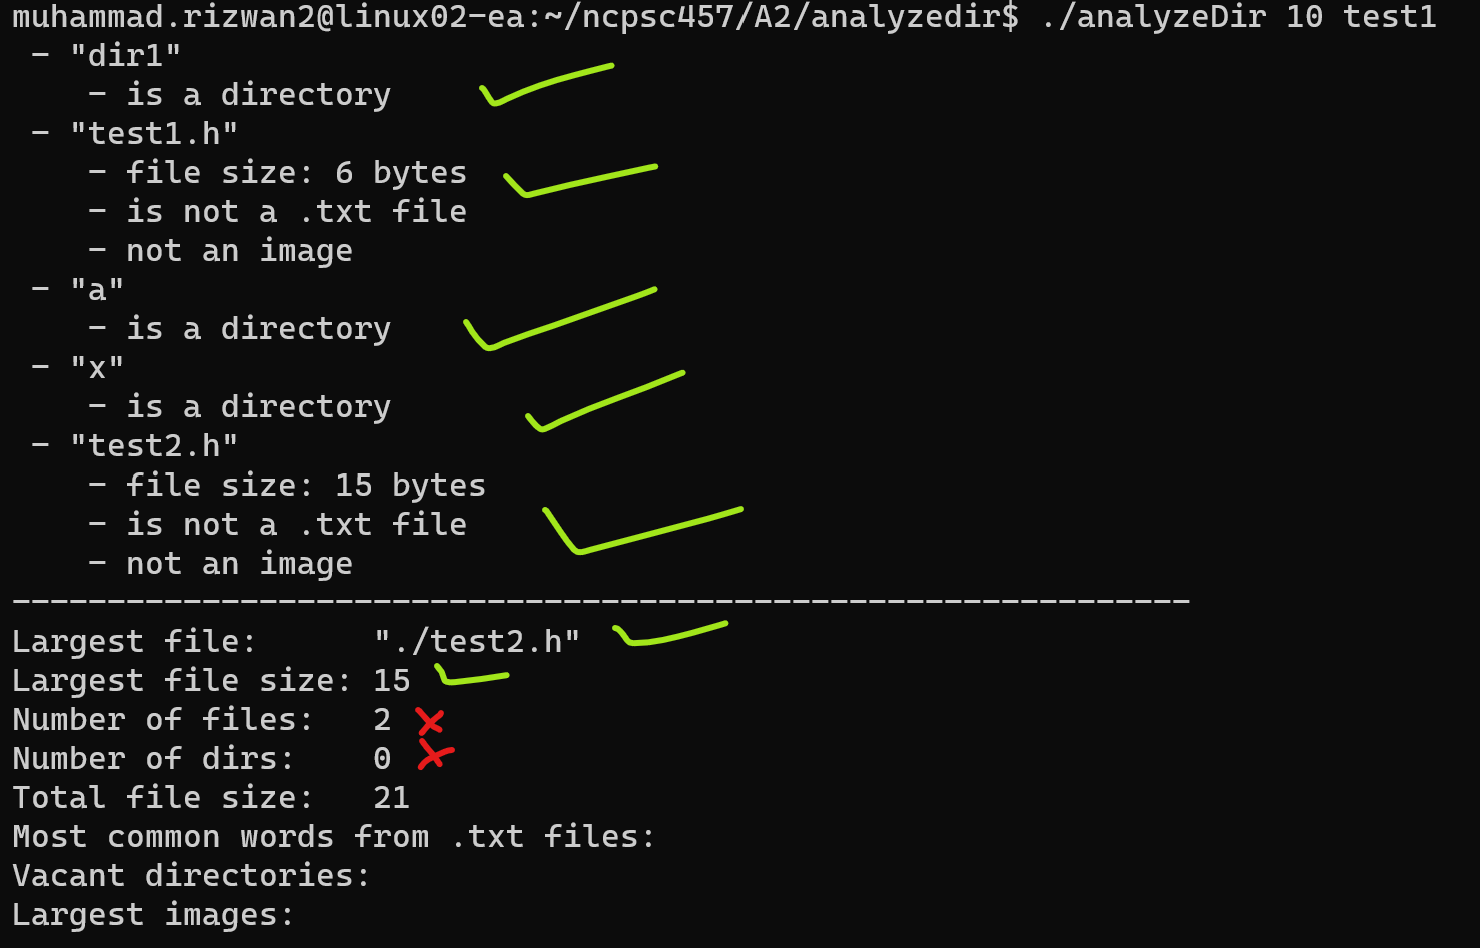 muhammad.rizwan2@linux02-ea:~/ncpsc457/A2/analyzedir$ ./analyzeDir 10 test1
- "dir1"
- is a directory
- "test1.h"
- file size: 6 bytes
- is not a .txt file
- not an image
- "a"
- is a directory
- "x"
- is a directory
- "test2.h"
- file size: 15 bytes
- is not a .txt file
- not an image
--------------------------------------------------------------
Largest file: "./test2.h"
Largest file size: 15
Number of files: 2
Number of dirs: 0
Total file size: 21
Most common words from .txt files:
Vacant directories:
Largest images: